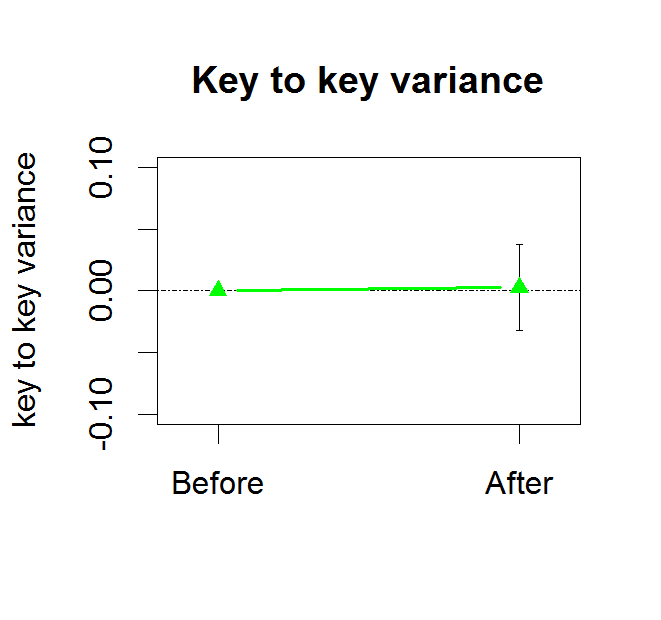 Key to key variance
key to key variance
0.10
0.00
-0.10
Before
After